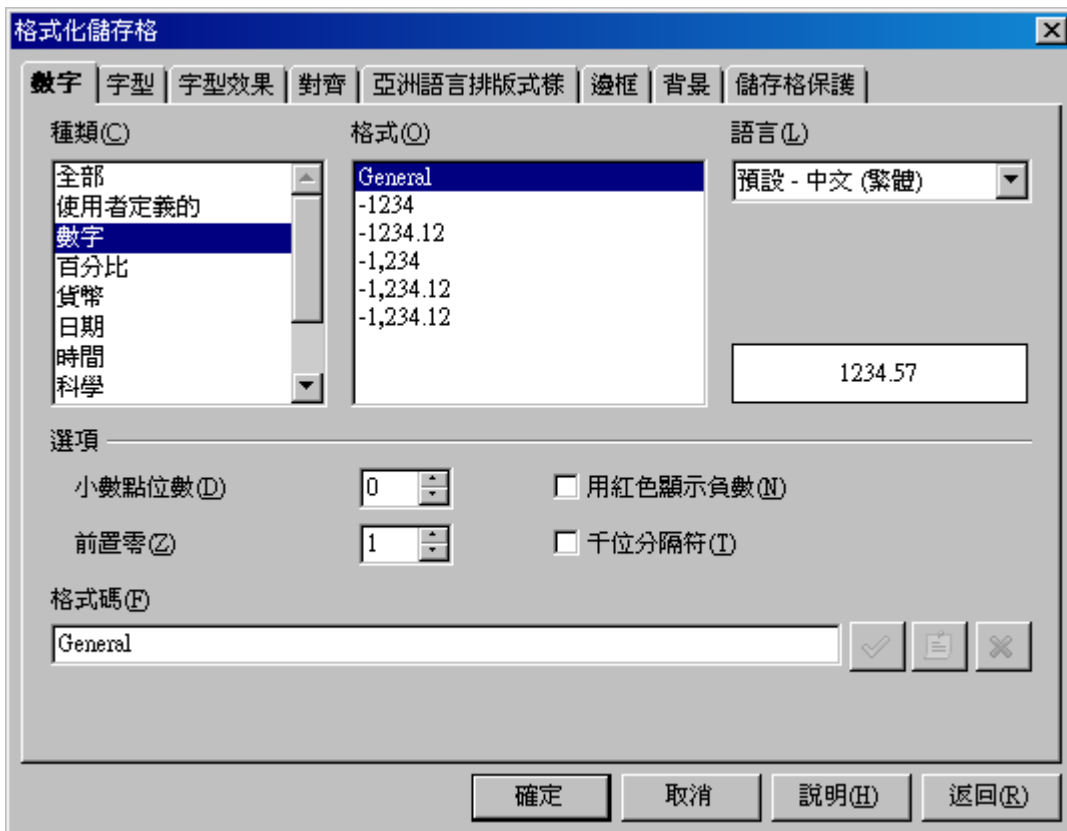 格式化儲存格
數字 字型 字型效果 對齊 亞洲語言排版式樣 邊框 背景 儲存格保護
種類(C) 格式(O) 語言(L)
全部
使用者定義的
數字
百分比
貨幣
日期
時間
科學
General
-1234
-1234.12
-1,234
-1,234.12
-1,234.12
預設 - 中文 (繁體)
1234.57
選項
小數點位數(D) 0 用紅色顯示負數(N)
前置零(Z) 1 千位分隔符(T)
格式碼(F)
General
確定 取消 說明(H) 返回(R)